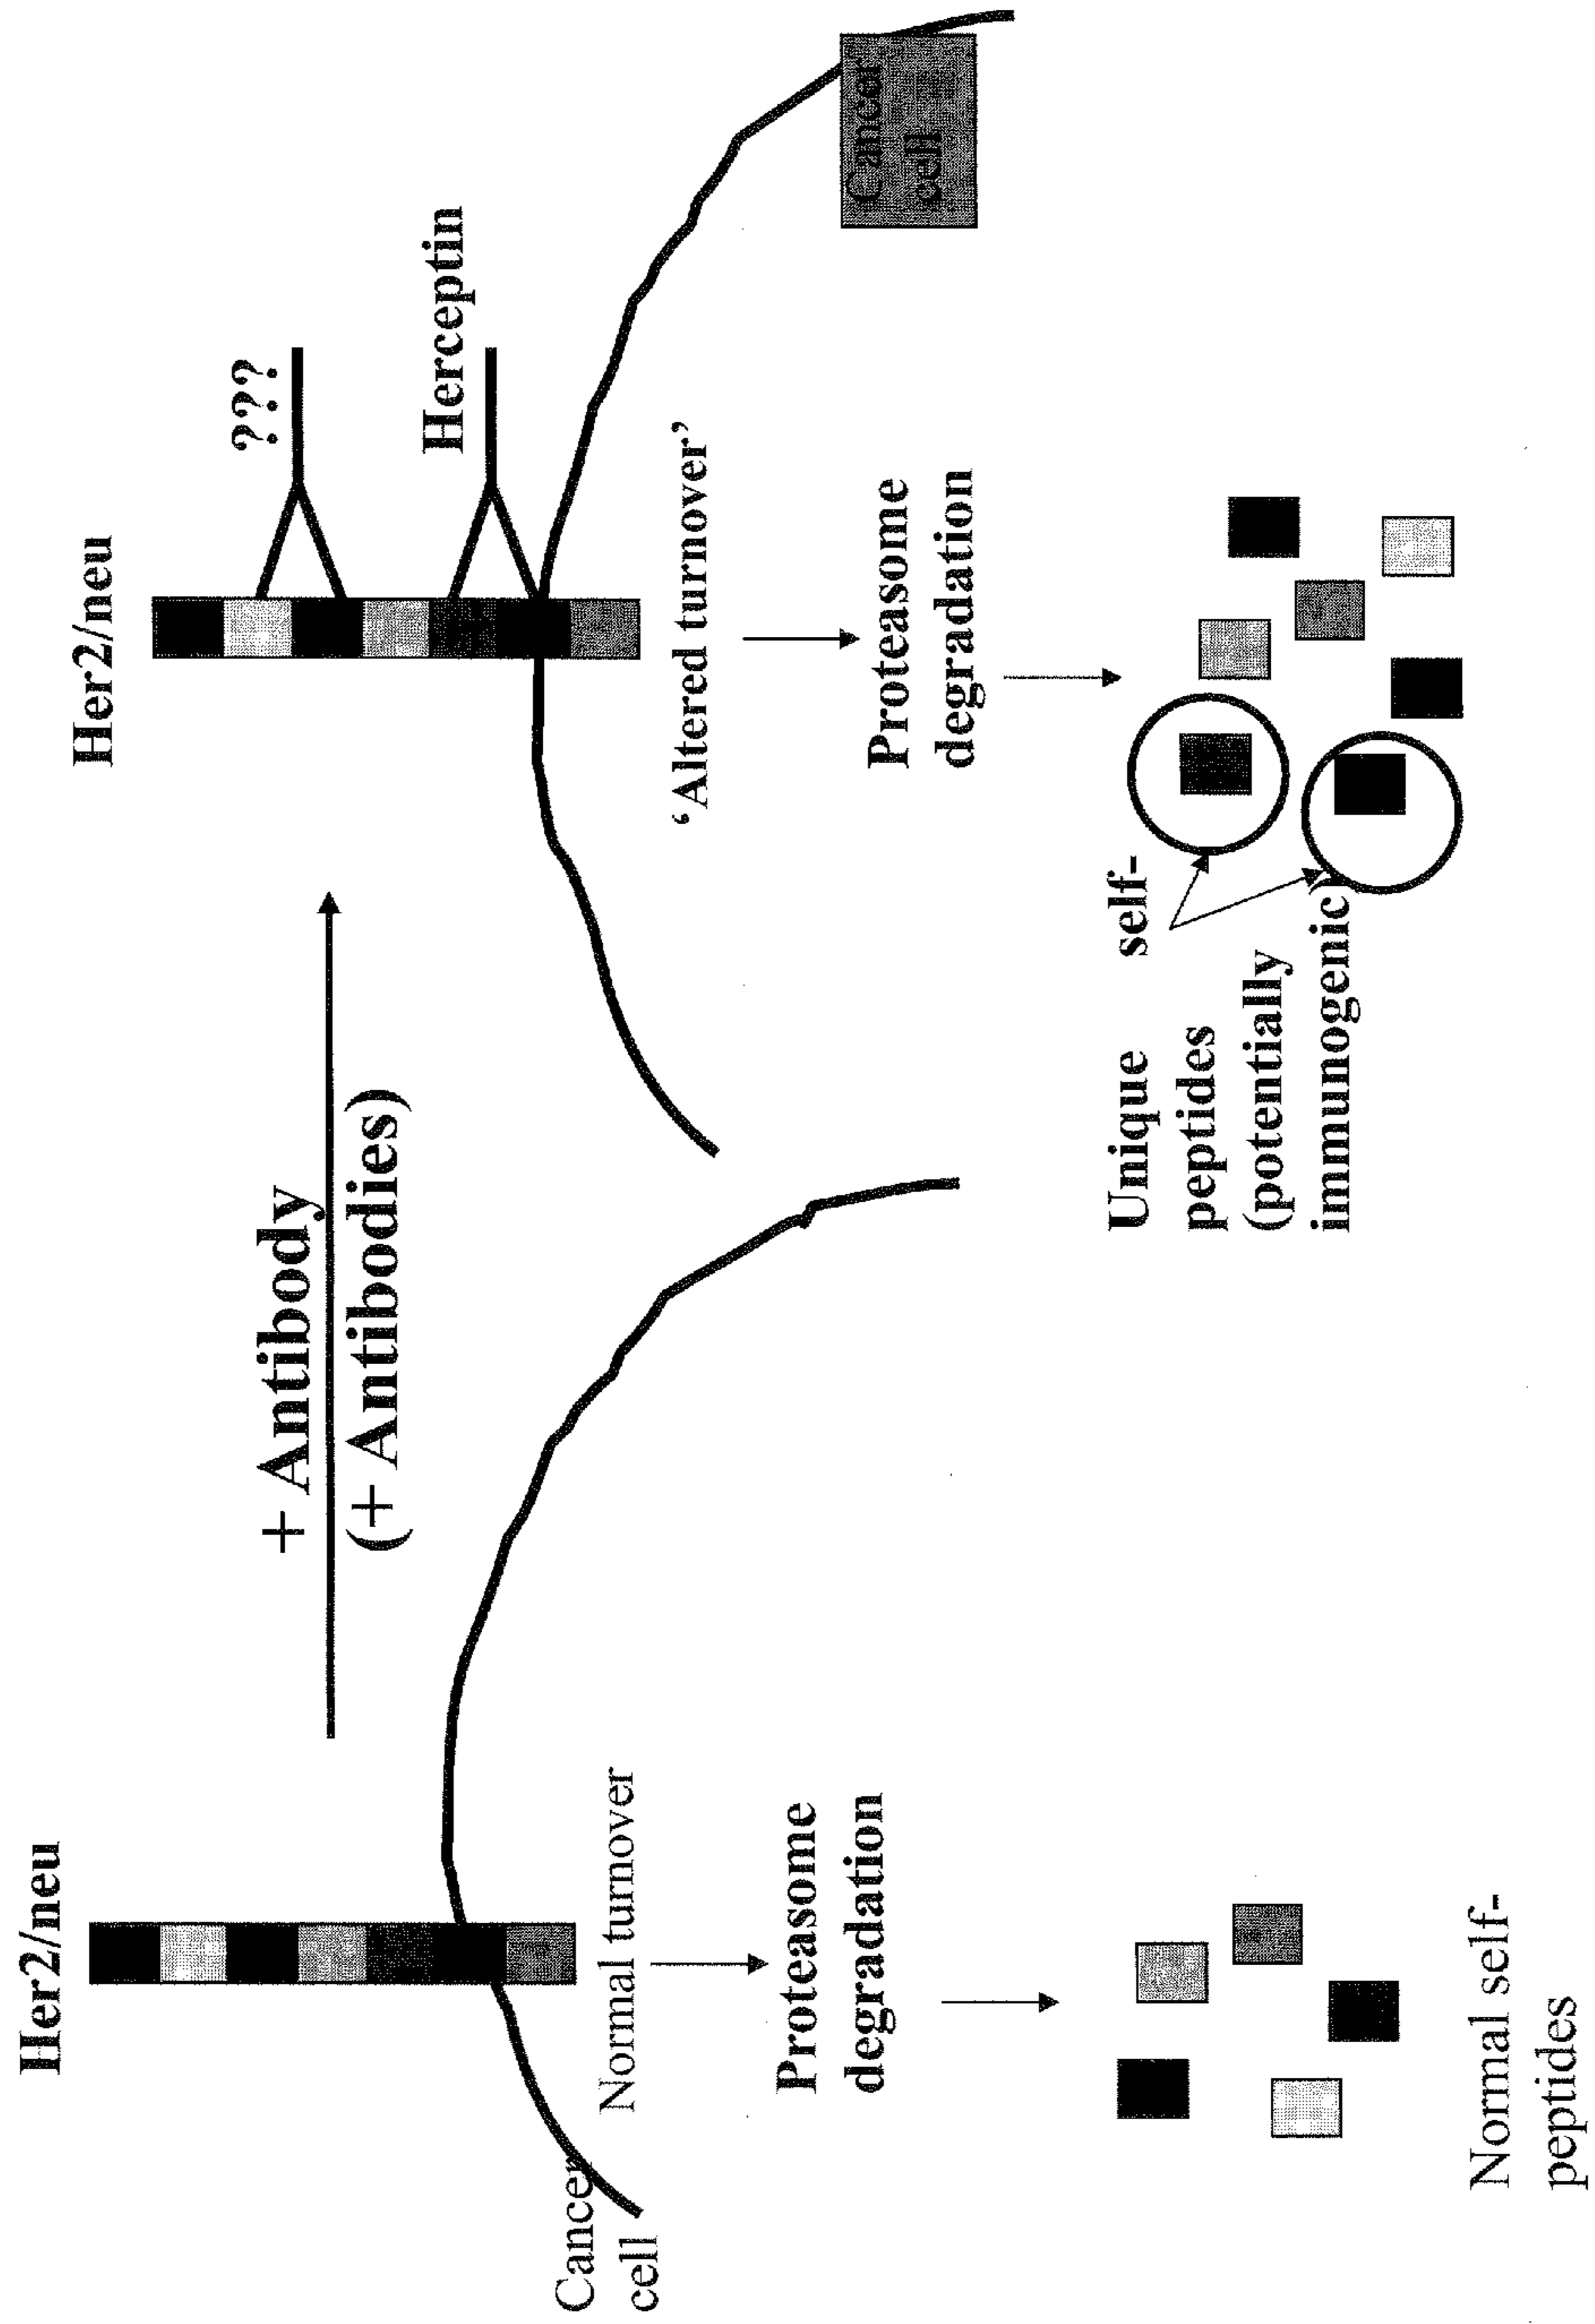 Her2/neu
Cancer
cell
Normal turnover
Proteasome
degradation
Normal self-
peptides
+ Antibody
(+ Antibodies)
Her2/neu
???
Herceptin
Cancer
cell
‘Altered turnover’
Proteasome
degradation
Unique self-
peptides
(potentially
immunogenic)